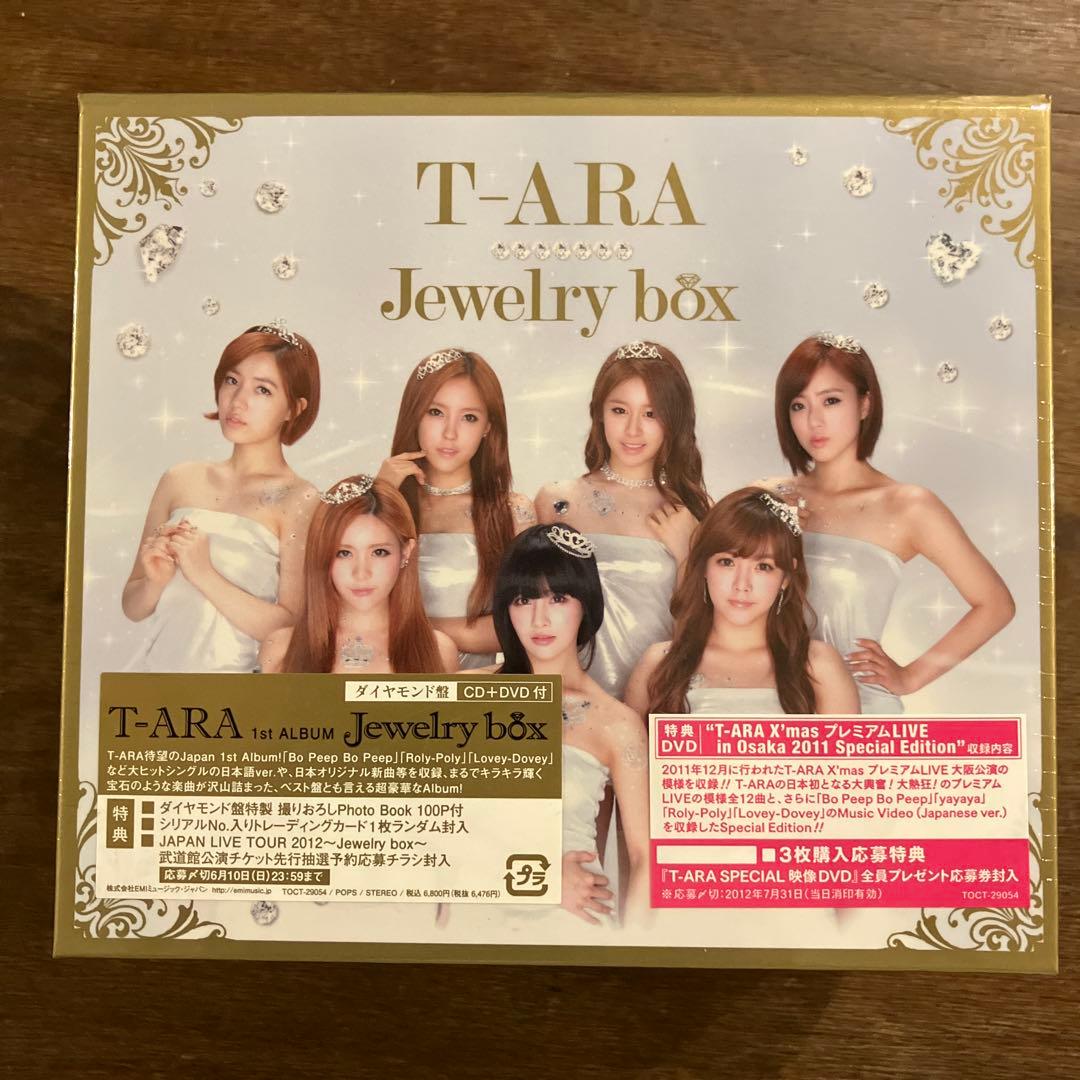 T-ARA
Jewelry box
ダイヤモンド盤 CD+DVD付
T-ARA 1st ALBUM Jewelry box
T-ARA待望のJapan 1st Album!「Bo Peep Bo Peep」「Roly-Poly」「Lovey-Dovey」
など大ヒットシングルの日本語ver.や、日本オリジナル新曲等を収録、まるでキラキラ輝く
宝石のような楽曲が沢山詰まった、ベスト盤とも言える超豪華なAlbum!
特典
■ダイヤモンド盤特製 撮りおろしPhoto Book 100P付
■シリアルNo.入りトレーディングカード1枚ランダム封入
■JAPAN LIVE TOUR 2012〜Jewelry box〜
武道館公演チケット先行抽選予約応募チラシ封入
応募〆切6月10日(日)23:59まで
プラ
株式会社EMIミュージック・ジャパン http://emimusic.jp TOCT-29054 / POPS / STEREO / 税込 6,800円(税抜 6,476円)
特典DVD "T-ARA X'mas プレミアムLIVE
in Osaka 2011 Special Edition"収録内容
2011年12月に行われたT-ARA X'mas プレミアムLIVE 大阪公演の
模様を収録!! T-ARAの日本初となる大興奮!大熱狂!のプレミアム
LIVEの模様全12曲と、さらに「Bo Peep Bo Peep」「yayaya」
「Roly-Poly」「Lovey-Dovey」のMusic Video (Japanese ver.)
を収録したSpecial Edition!!
■3枚購入応募特典
『T-ARA SPECIAL 映像DVD』全員プレゼント応募券封入
※応募〆切:2012年7月31日(当日消印有効) TOCT-29054